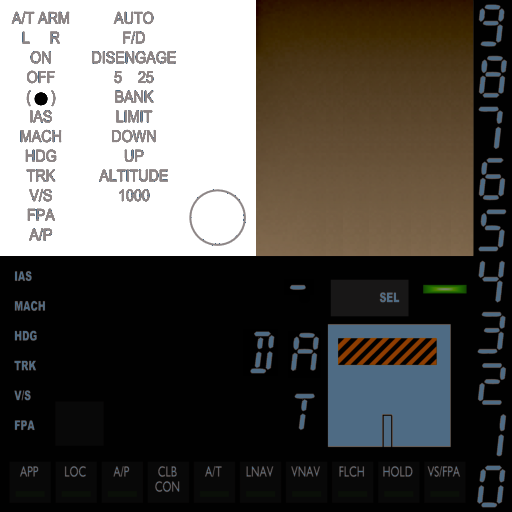 A/T ARM AUTO
L R F/D
ON DISENGAGE
OFF 5 25
(●) BANK
IAS LIMIT
MACH DOWN
HDG UP
TRK ALTITUDE
V/S 1000
FPA
A/P
9
8
7
6
5
4
3
2
1
0
IAS
MACH
HDG
TRK
V/S
FPA
-
SEL
D A
T
APP LOC A/P CLB CON A/T LNAV VNAV FLCH HOLD VS/FPA